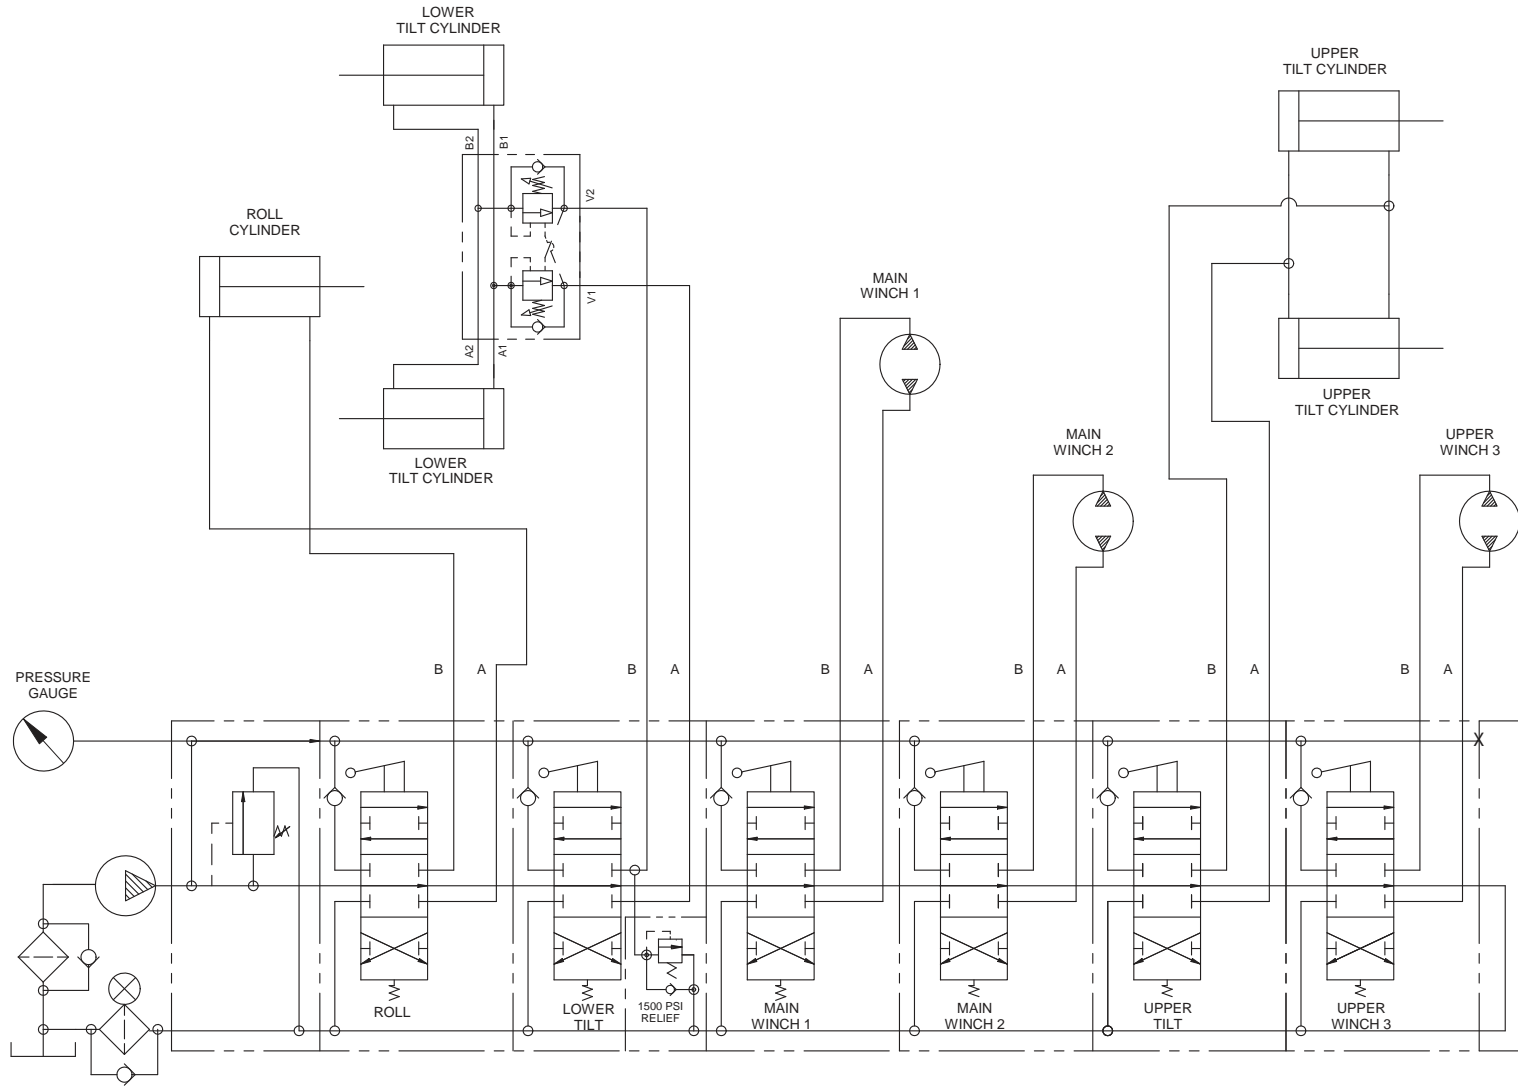 LOWER
TILT CYLINDER
UPPER
TILT CYLINDER
B2
B1
V2
ROLL
CYLINDER
MAIN
WINCH 1
V1
A2
A1
UPPER
TILT CYLINDER
LOWER
TILT CYLINDER
MAIN
WINCH 2
UPPER
WINCH 3
B
A
B
A
B
A
B
A
B
A
B
A
PRESSURE
GAUGE
X
ROLL
LOWER
TILT
1500 PSI
RELIEF
MAIN
WINCH 1
MAIN
WINCH 2
UPPER
TILT
UPPER
WINCH 3